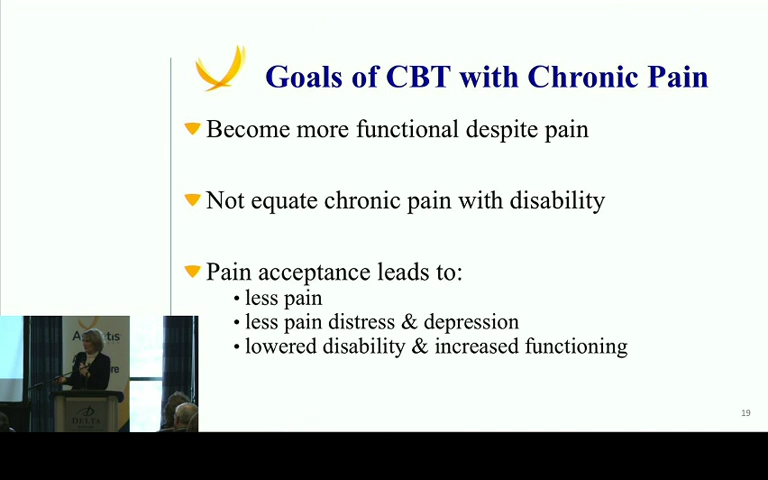 Goals of CBT with Chronic Pain
Become more functional despite pain
Not equate chronic pain with disability
Pain acceptance leads to:
• less pain
• less pain distress & depression
• lowered disability & increased functioning
DELTA
19